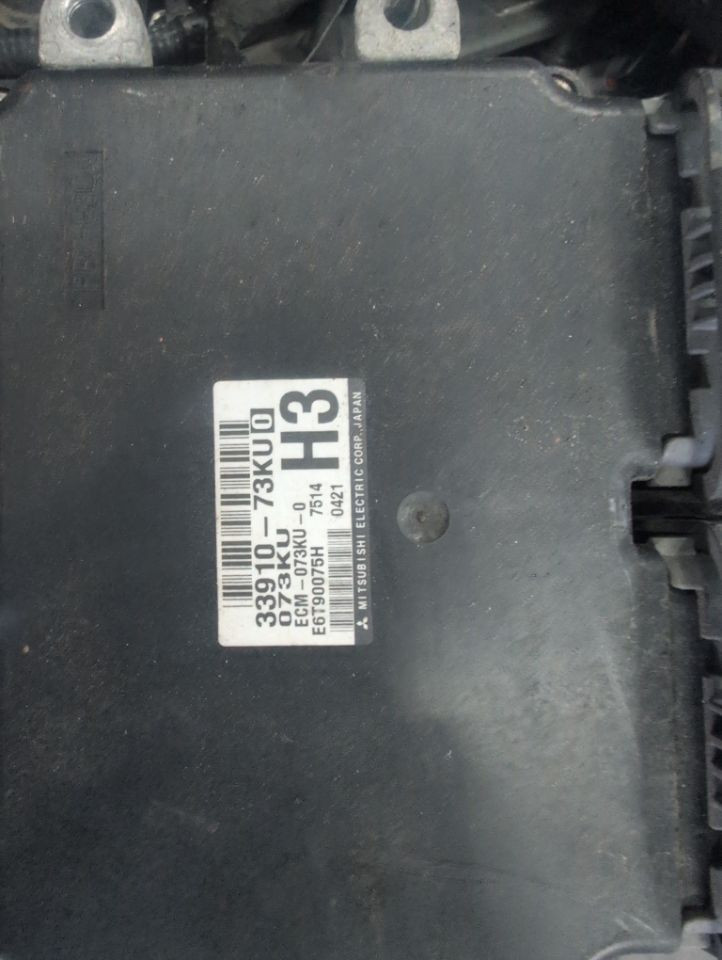 33910-73KU0
073KU
ECM-073KU-0
E6T90075H 7514
H3
0421
MITSUBISHI ELECTRIC CORP. JAPAN